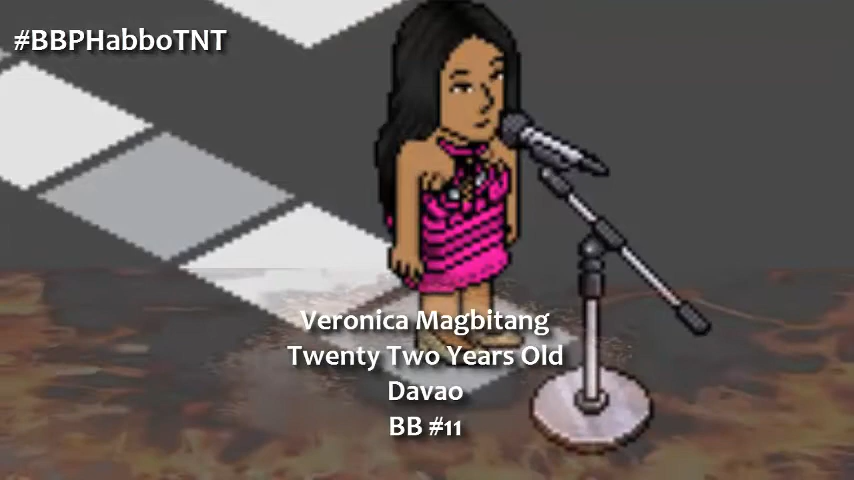 #BBPHabboTNT
Veronica Magbitang
Twenty Two Years Old
Davao
BB #11